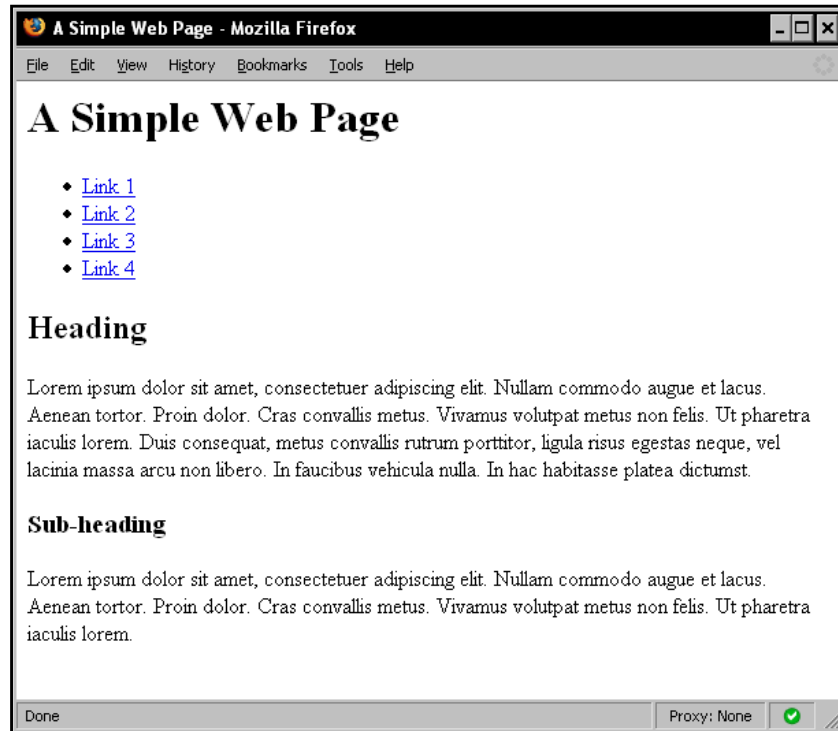 A Simple Web Page - Mozilla Firefox
File Edit View History Bookmarks Tools Help
A Simple Web Page
• Link 1
• Link 2
• Link 3
• Link 4
Heading
Lorem ipsum dolor sit amet, consectetuer adipiscing elit. Nullam commodo augue et lacus.
Aenean tortor. Proin dolor. Cras convallis metus. Vivamus volutpat metus non felis. Ut pharetra
iaculis lorem. Duis consequat, metus convallis rutrum porttitor, ligula risus egestas neque, vel
lacinia massa arcu non libero. In faucibus vehicula nulla. In hac habitasse platea dictumst.
Sub-heading
Lorem ipsum dolor sit amet, consectetuer adipiscing elit. Nullam commodo augue et lacus.
Aenean tortor. Proin dolor. Cras convallis metus. Vivamus volutpat metus non felis. Ut pharetra
iaculis lorem.
Done Proxy: None